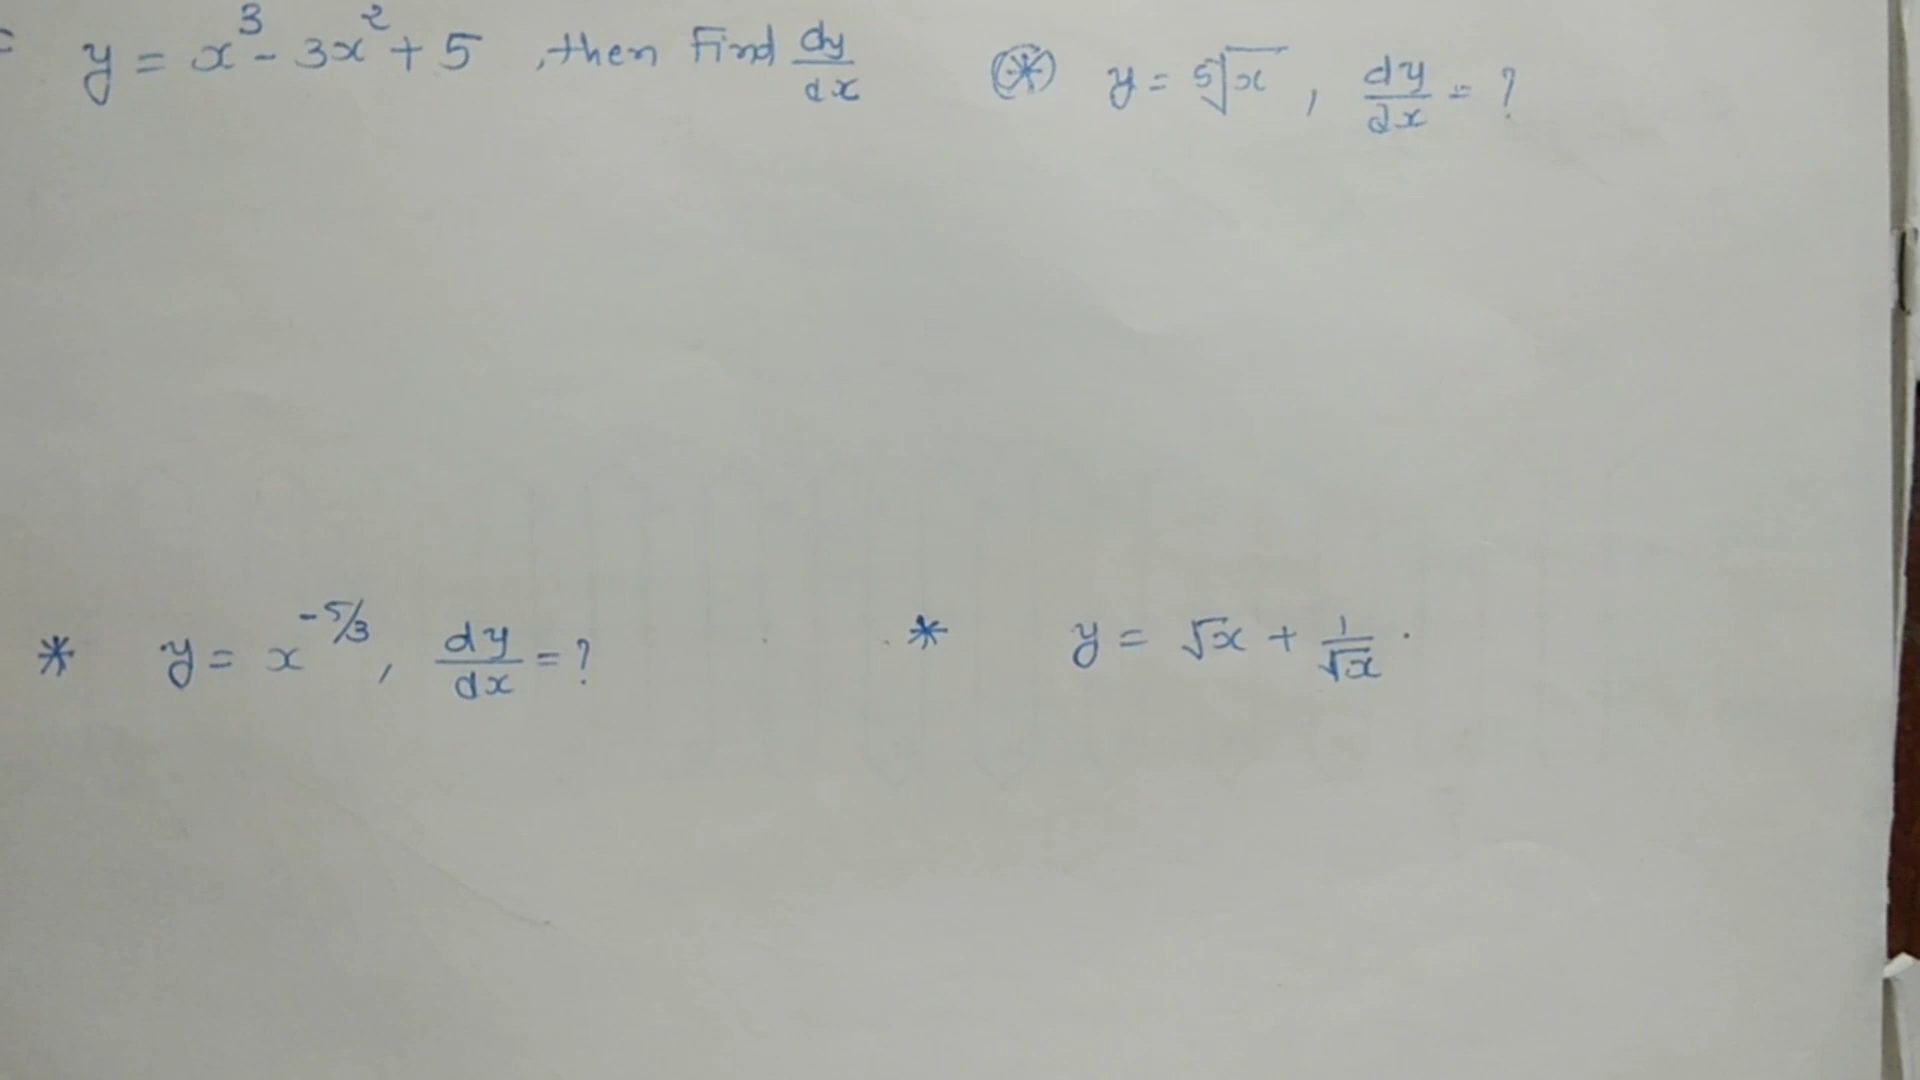 y = x³ - 3x² + 5 , then Find dy/dx
⊛ y = ⁵√x , dy/dx = ?
* y = x^-5/3 , dy/dx = ?
* y = √x + 1/√x .